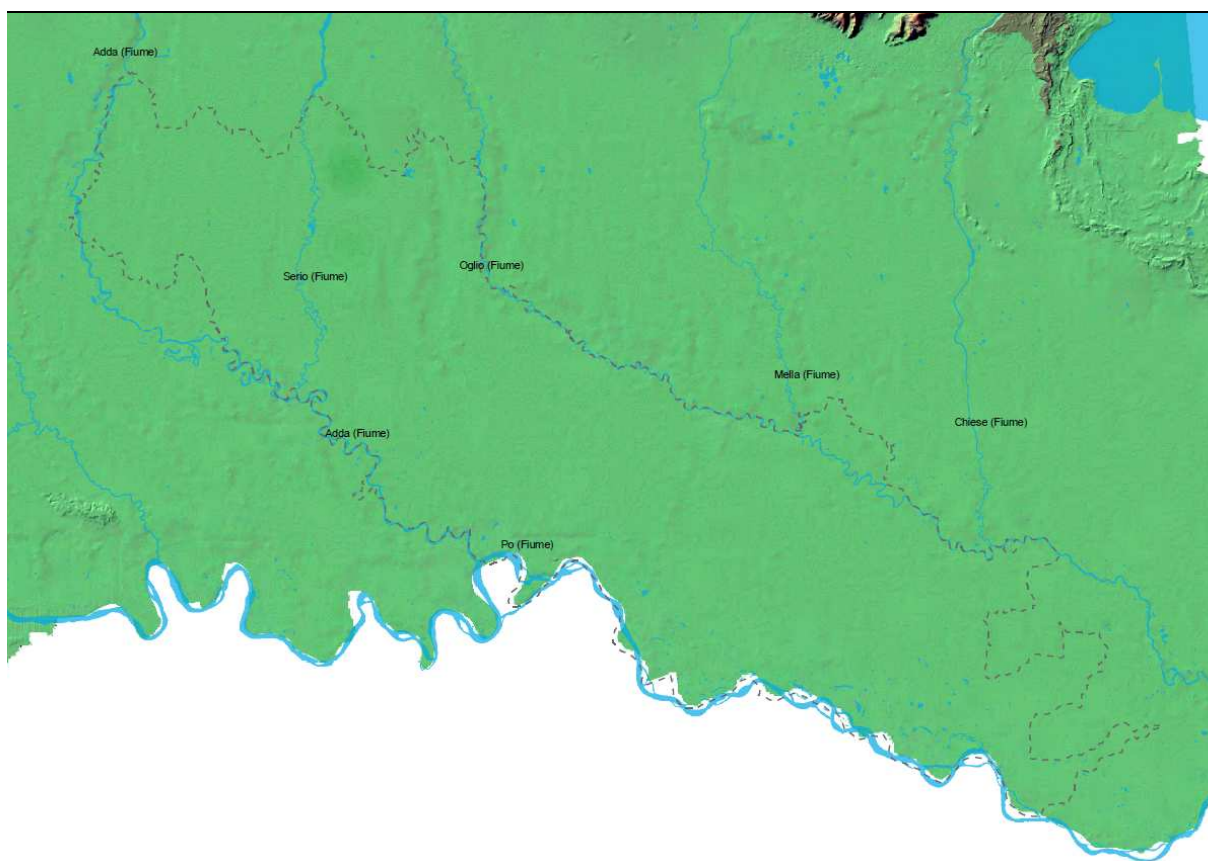 Adda (Fiume)
Serio (Fiume)
Oglio (Fiume)
Mella (Fiume)
Chiese (Fiume)
Adda (Fiume)
Po (Fiume)